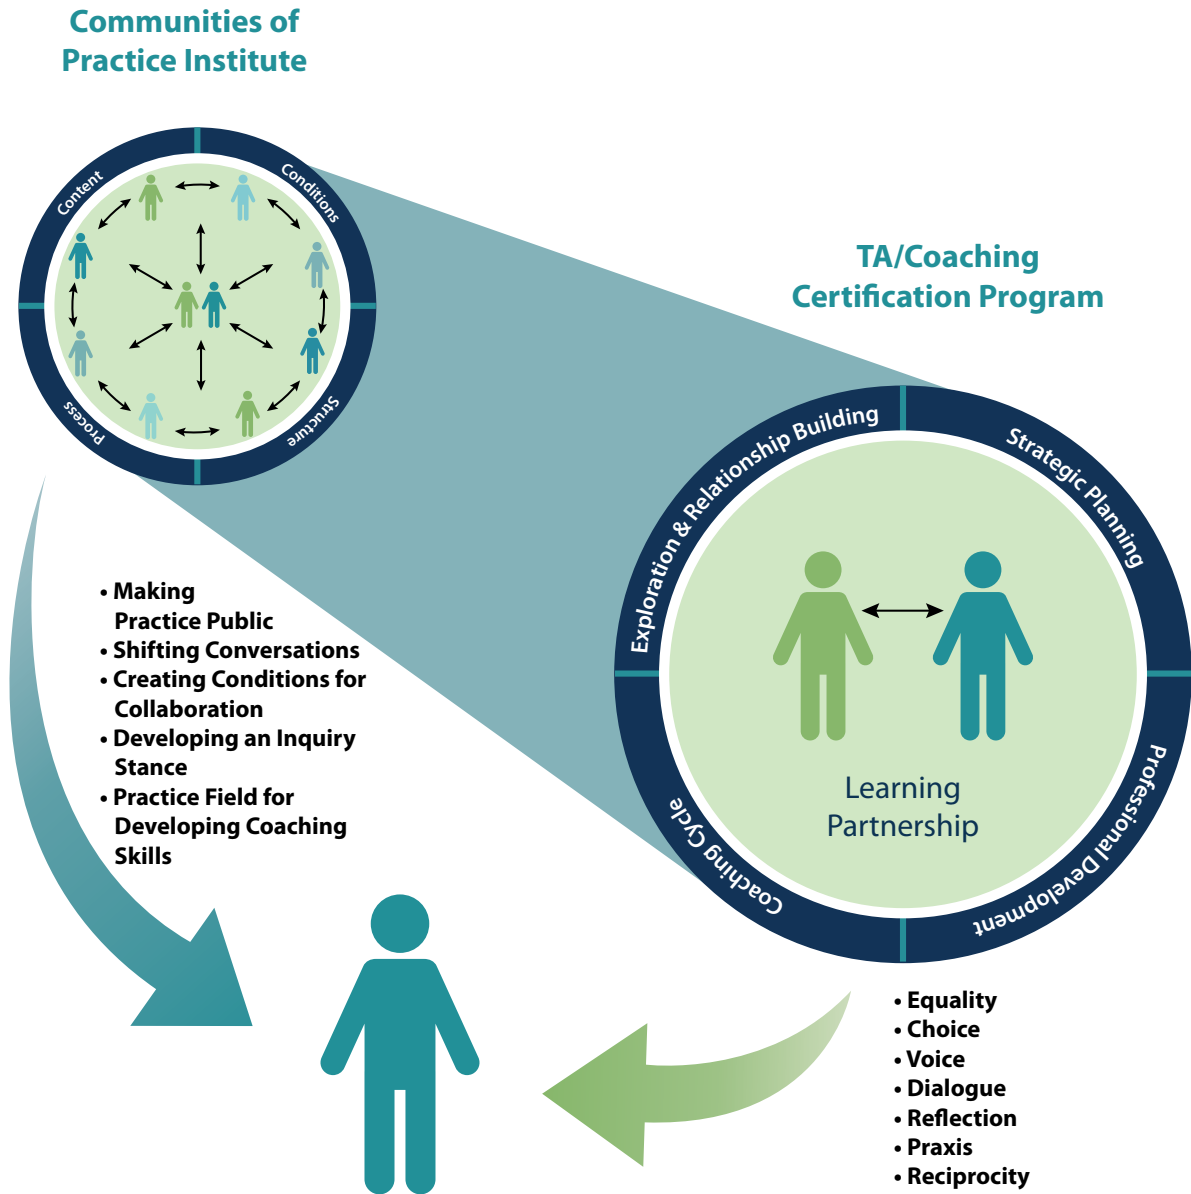 Communities of
Practice Institute
Content
Conditions
Process
Structure
TA/Coaching
Certification Program
Exploration & Relationship Building
Strategic Planning
Coaching Cycle
Professional Development
Learning
Partnership
• Making
Practice Public
• Shifting Conversations
• Creating Conditions for
Collaboration
• Developing an Inquiry
Stance
• Practice Field for
Developing Coaching
Skills
• Equality
• Choice
• Voice
• Dialogue
• Reflection
• Praxis
• Reciprocity